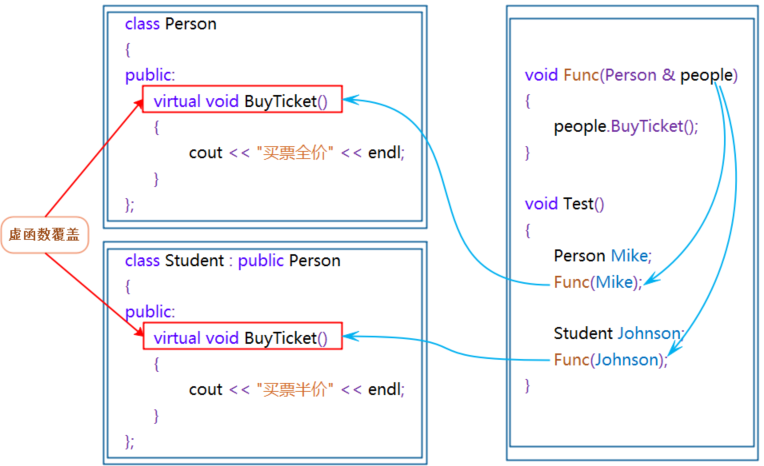 class Person
{
public:
virtual void BuyTicket()
{
cout << "买票全价" << endl;
}
};
虚函数覆盖
class Student : public Person
{
public:
virtual void BuyTicket()
{
cout << "买票半价" << endl;
}
};
void Func(Person & people)
{
people.BuyTicket();
}
void Test()
{
Person Mike;
Func(Mike);
Student Johnson;
Func(Johnson);
}